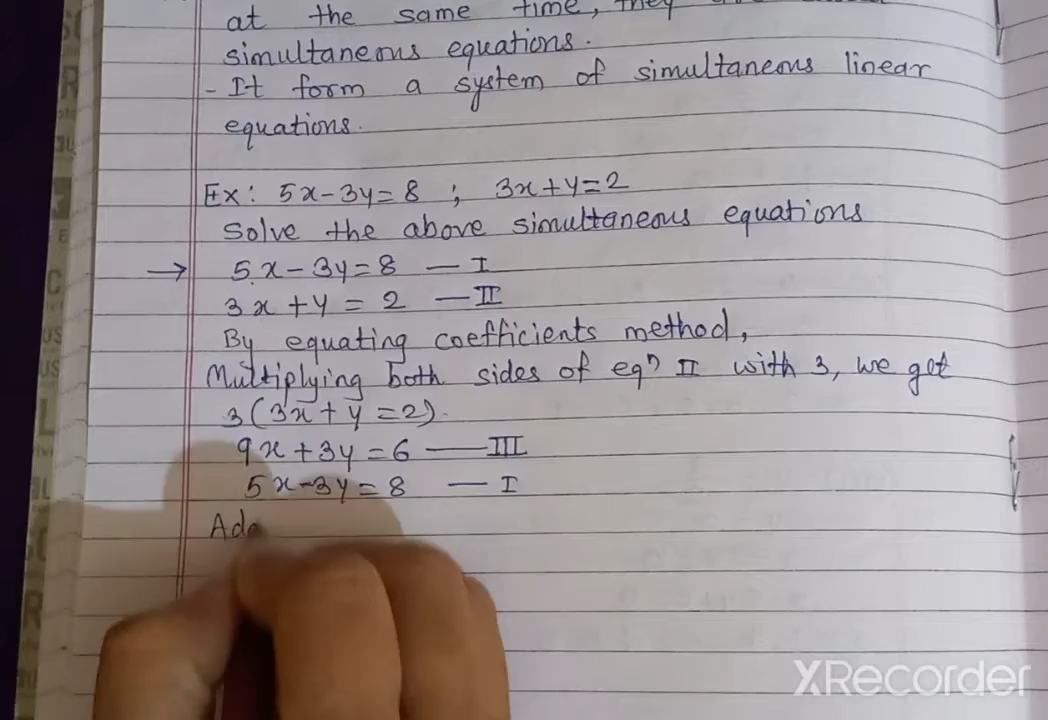 at the same time, they
simultaneous equations.
- It form a system of simultaneous linear
equations.
Ex: 5x-3y=8 ; 3x+y=2
Solve the above simultaneous equations
→ 5x-3y=8 — I
3x+y=2 — II
By equating coefficients method,
Multiplying both sides of eqⁿ II with 3, we get
3(3x+y=2).
9x+3y=6 — III
5x-3y=8 — I
Add
XRecorder